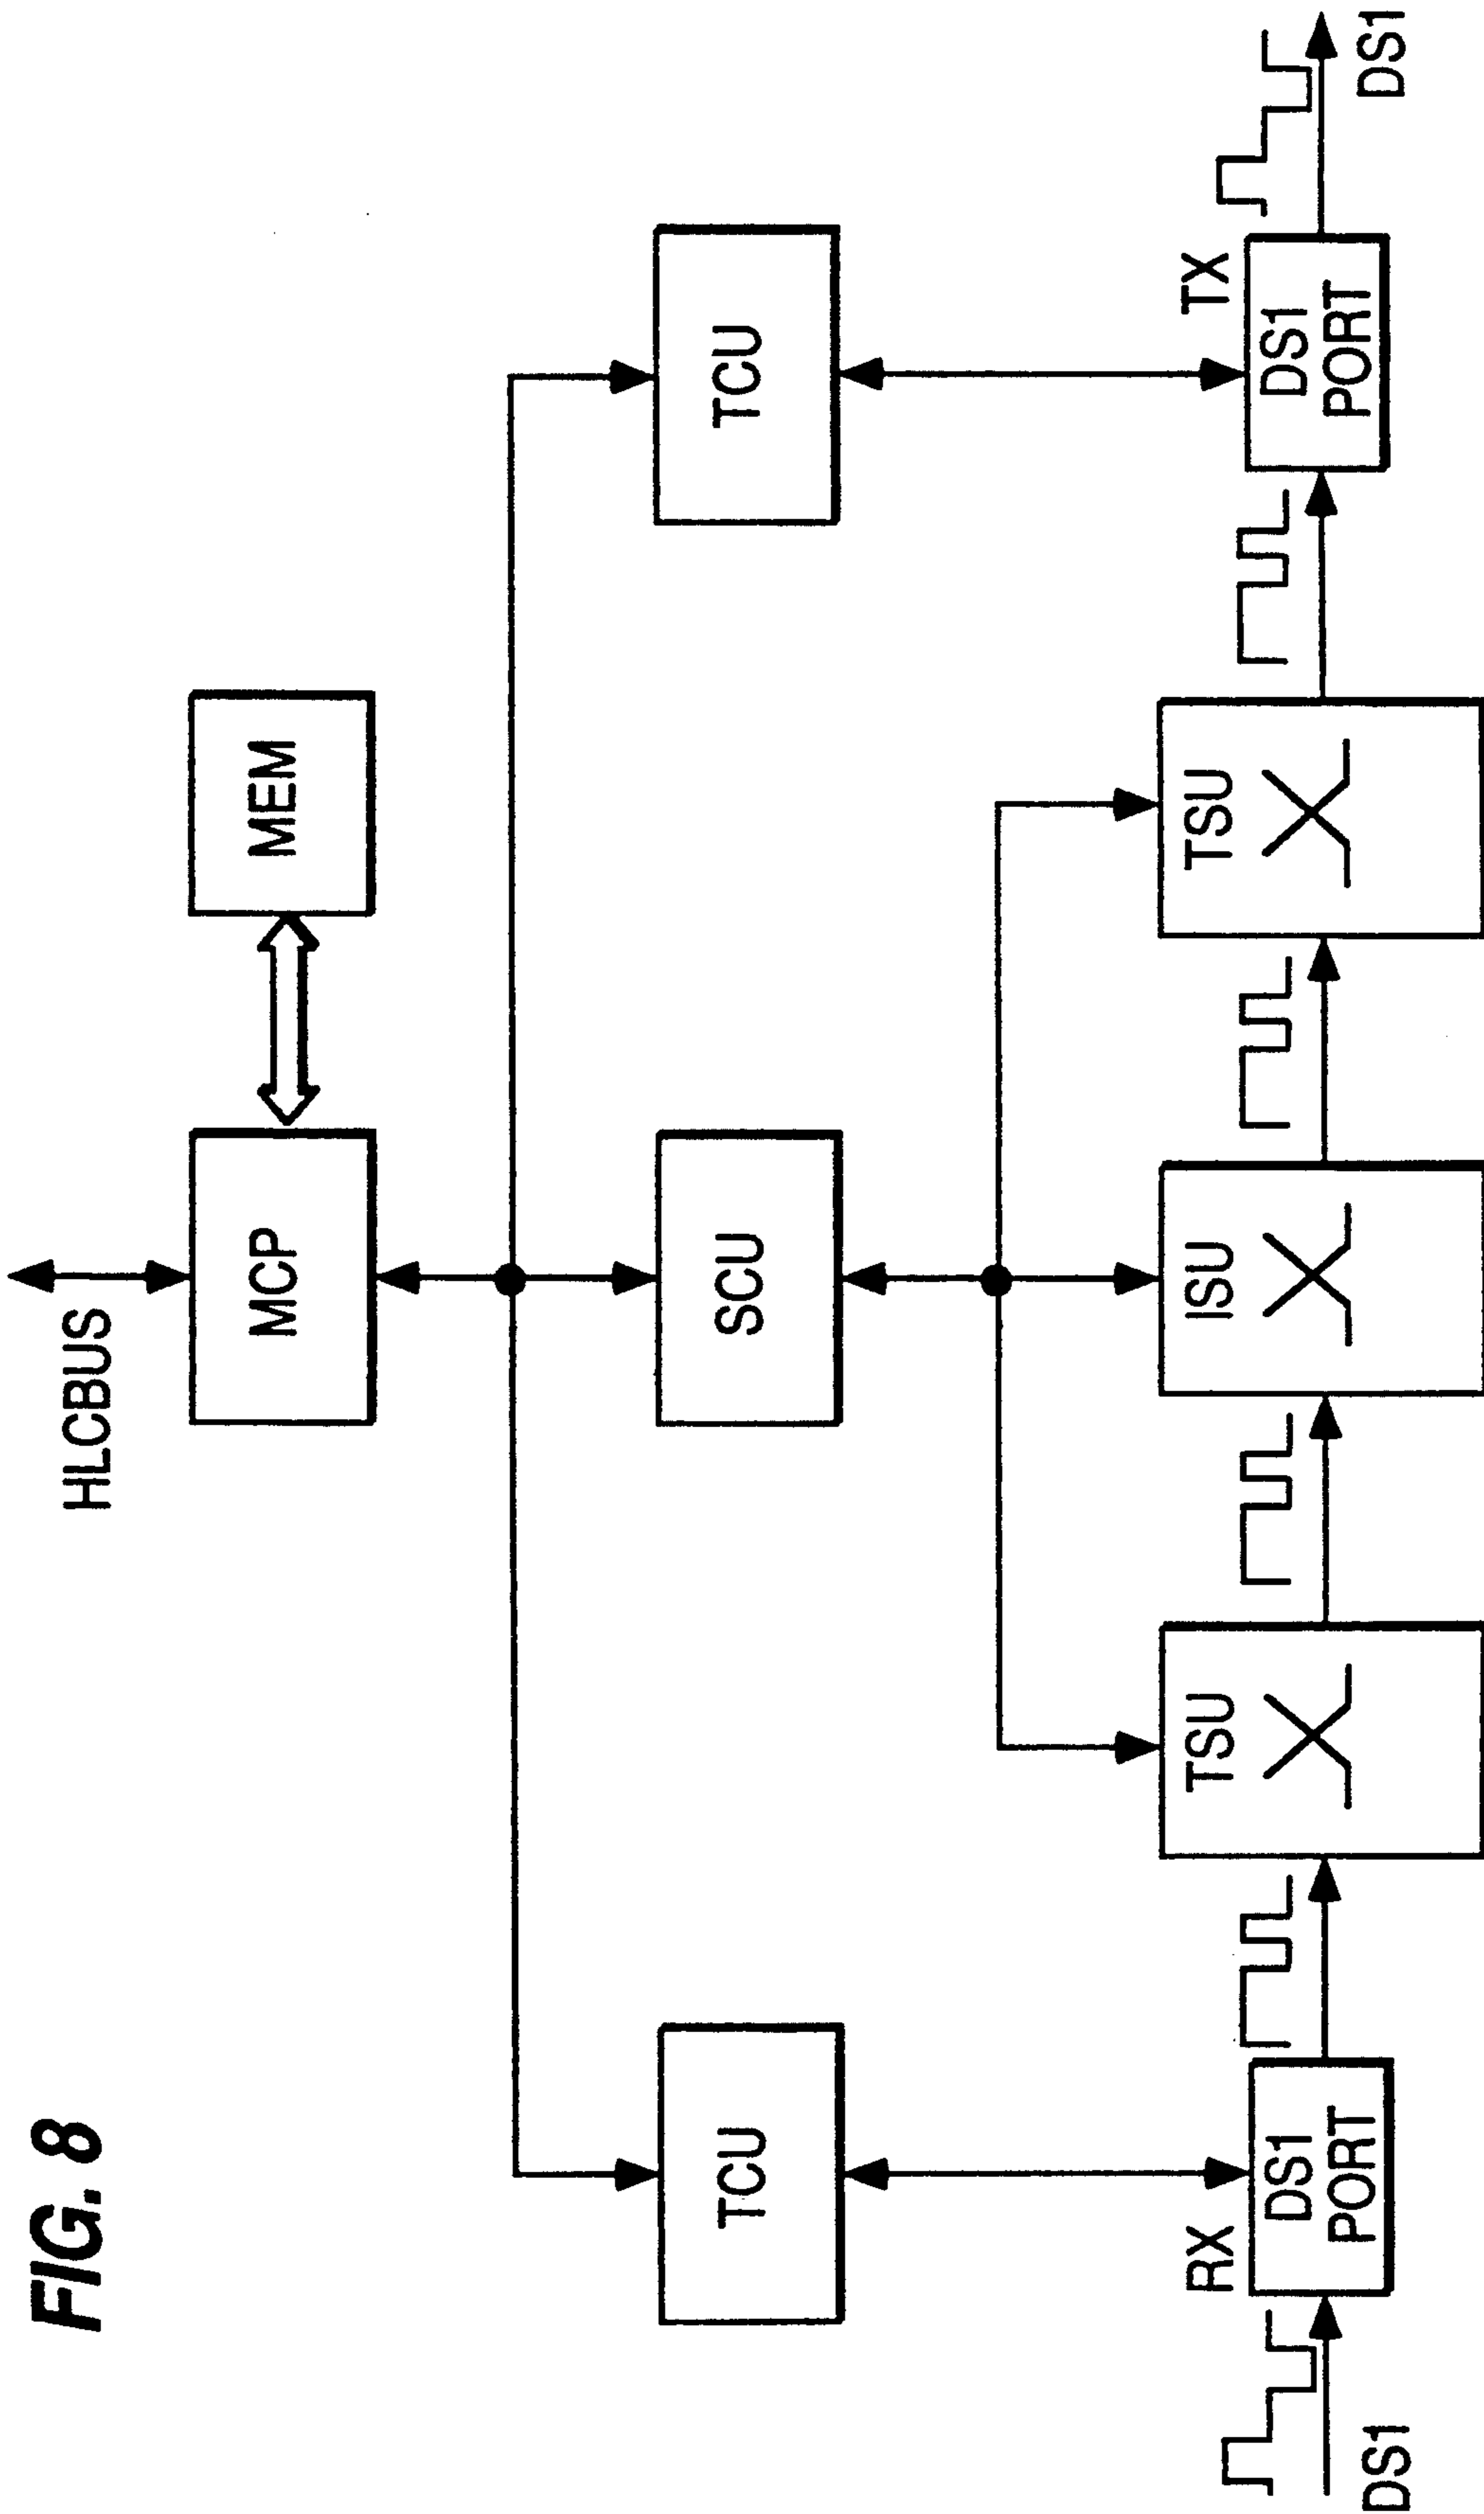 FIG. 8
HLCBUS
MCP
MEM
TCU
SCU
TCU
RX
TX
DS1
DS1
PORT
TSU
ISU
TSU
DS1
PORT
DS1